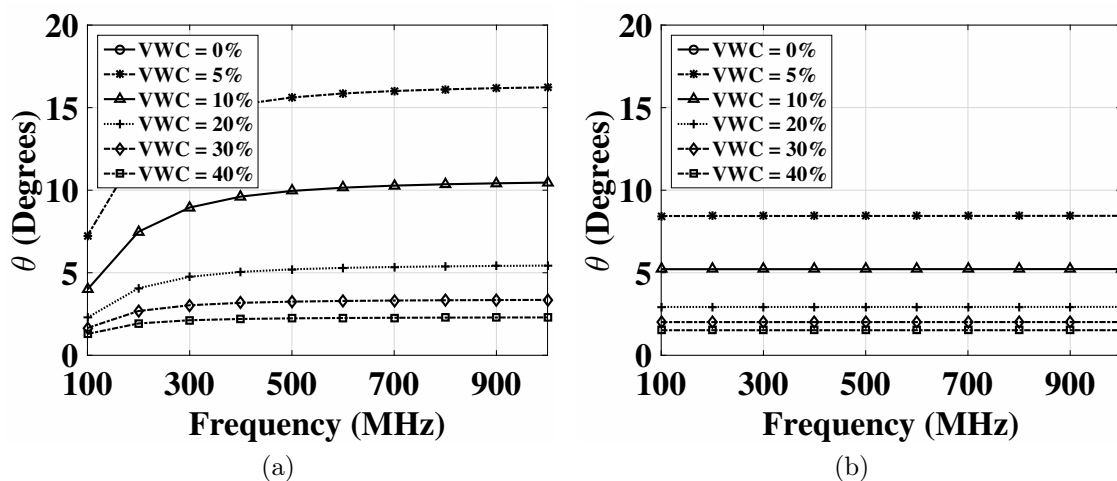 20
15
10
5
0
θ (Degrees)
VWC = 0%
VWC = 5%
VWC = 10%
VWC = 20%
VWC = 30%
VWC = 40%
100 300 500 700 900
Frequency (MHz)
(a)
20
15
10
5
0
θ (Degrees)
VWC = 0%
VWC = 5%
VWC = 10%
VWC = 20%
VWC = 30%
VWC = 40%
100 300 500 700 900
Frequency (MHz)
(b)